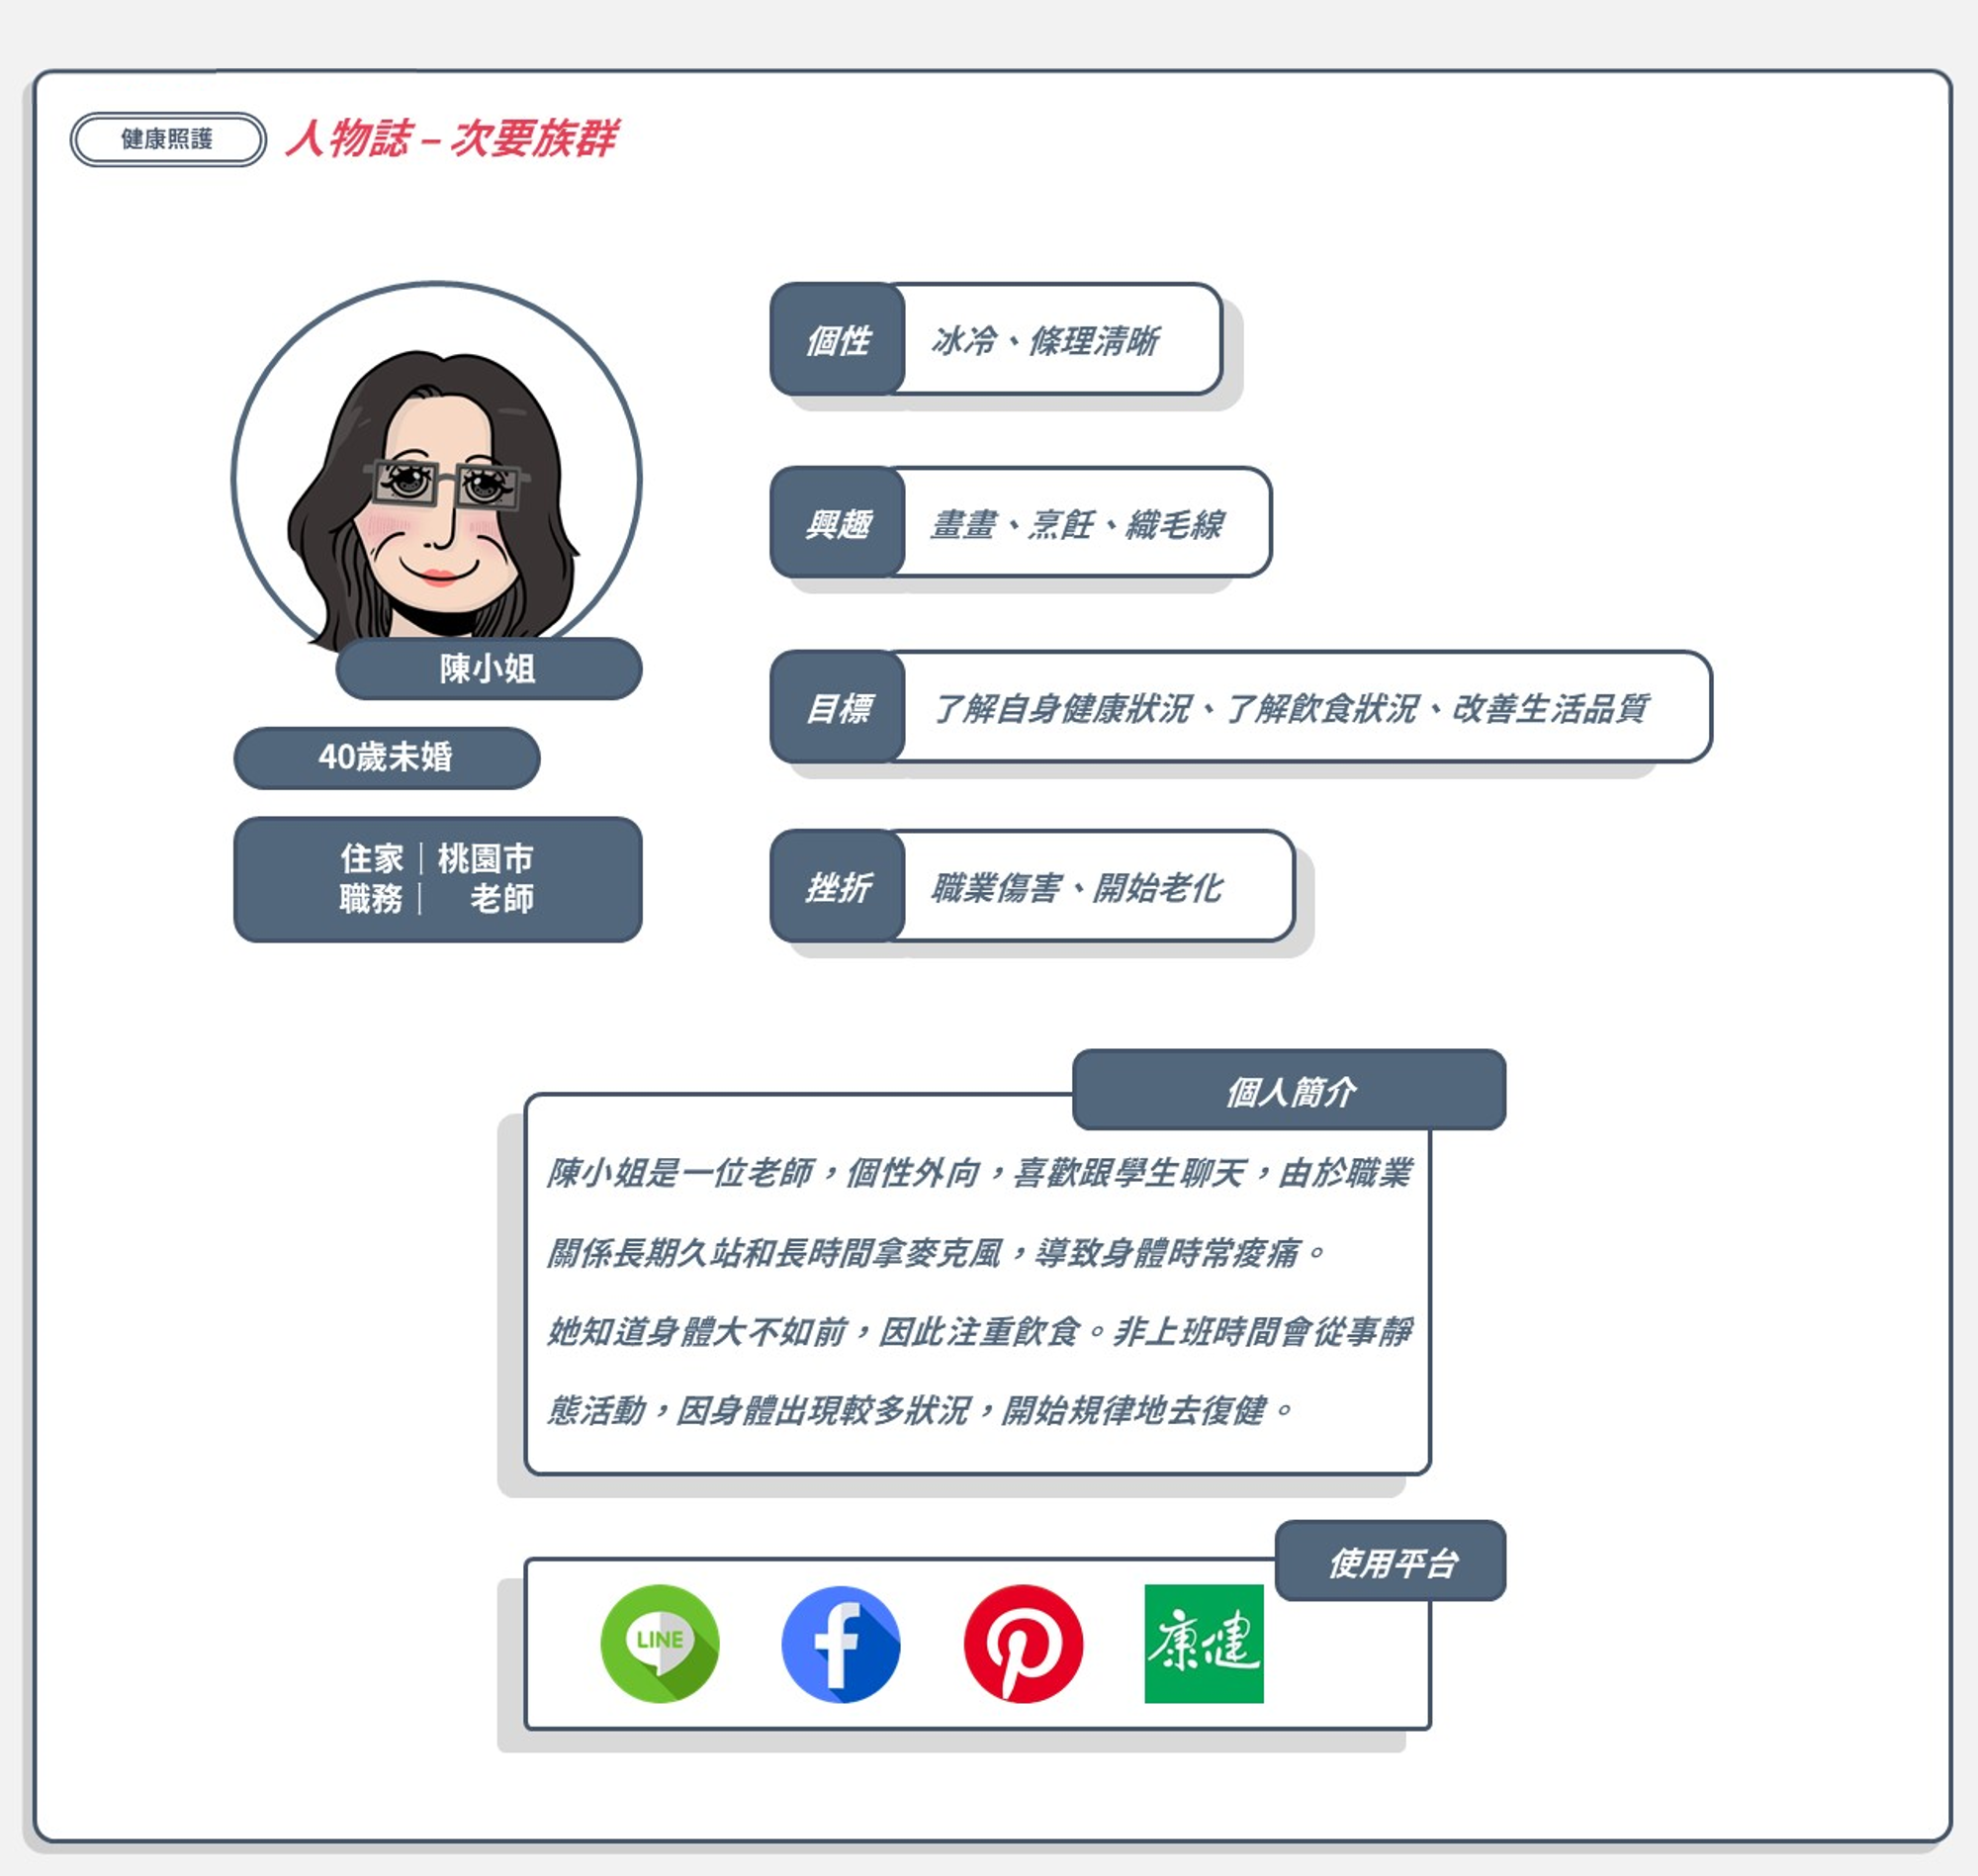 健康照護
人物誌 – 次要族群
陳小姐
40歲未婚
住家｜桃園市
職務｜　老師
個性
冰冷、條理清晰
興趣
畫畫、烹飪、織毛線
目標
了解自身健康狀況、了解飲食狀況、改善生活品質
挫折
職業傷害、開始老化
個人簡介
陳小姐是一位老師，個性外向，喜歡跟學生聊天，由於職業
關係長期久站和長時間拿麥克風，導致身體時常痠痛。
她知道身體大不如前，因此注重飲食。非上班時間會從事靜
態活動，因身體出現較多狀況，開始規律地去復健。
使用平台
LINE
康健